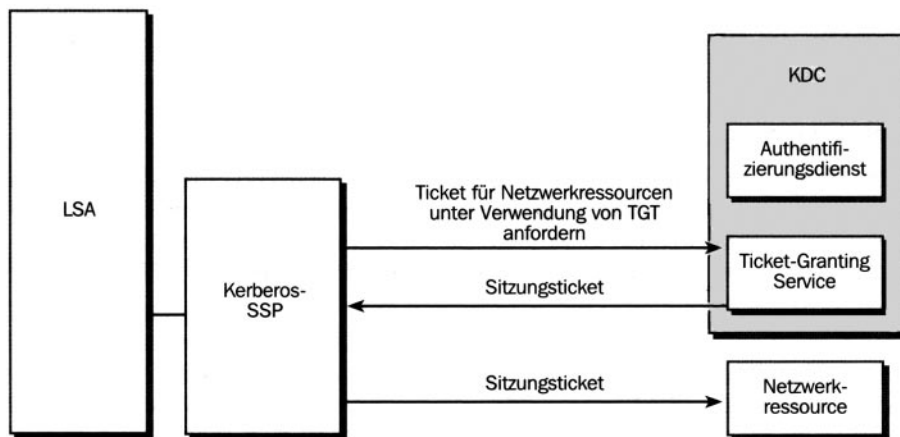 LSA
Kerberos-
SSP
Ticket für Netzwerkressourcen
unter Verwendung von TGT
anfordern
Sitzungsticket
Sitzungsticket
KDC
Authentifi-
zierungsdienst
Ticket-Granting
Service
Netzwerk-
ressource